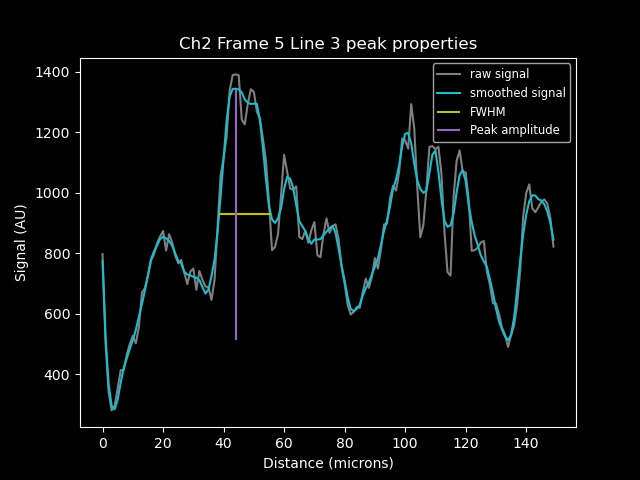 Ch2 Frame 5 Line 3 peak properties
raw signal
smoothed signal
FWHM
Peak amplitude
1400
1200
1000
800
600
400
Signal (AU)
0 20 40 60 80 100 120 140
Distance (microns)